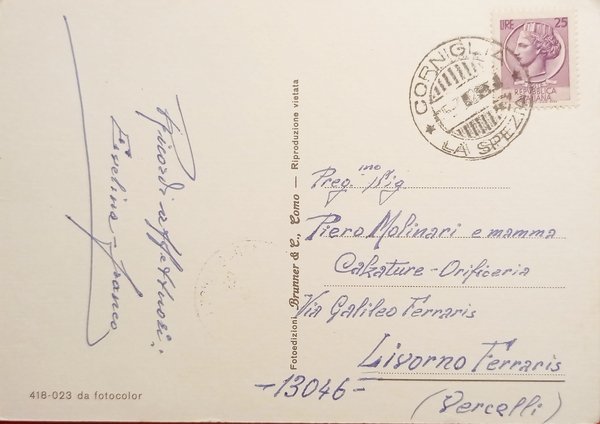 Ricordi affettuosi.
Evelina - Franco
418-023 da fotocolor
Fotoedizioni Brunner & C., Como — Riproduzione vietata
LIRE 25
REPUBBLICA
ITALIANA
CORNIGLIA
* LA SPEZIA
Preg.mo Sig
Piero Molinari e mamma
Calzature - Orificeria
Via Galileo Ferraris
Livorno Ferraris
- 13046 -
(Vercelli)